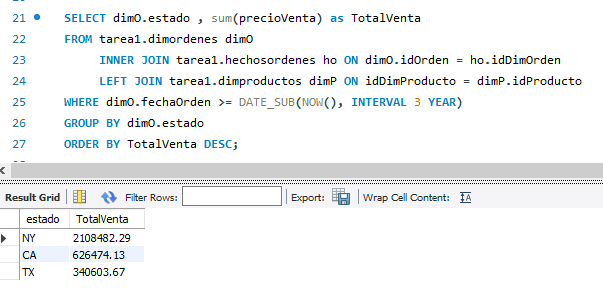 21 SELECT dimO.estado , sum(precioVenta) as TotalVenta
22 FROM tarea1.dimordenes dimO
23 INNER JOIN tarea1.hechosordenes ho ON dimO.idOrden = ho.idDimOrden
24 LEFT JOIN tarea1.dimproductos dimP ON idDimProducto = dimP.idProducto
25 WHERE dimO.fechaOrden >= DATE_SUB(NOW(), INTERVAL 3 YEAR)
26 GROUP BY dimO.estado
27 ORDER BY TotalVenta DESC;
Result Grid Filter Rows: Export: Wrap Cell Content:
estado TotalVenta
NY 2108482.29
CA 626474.13
TX 340603.67